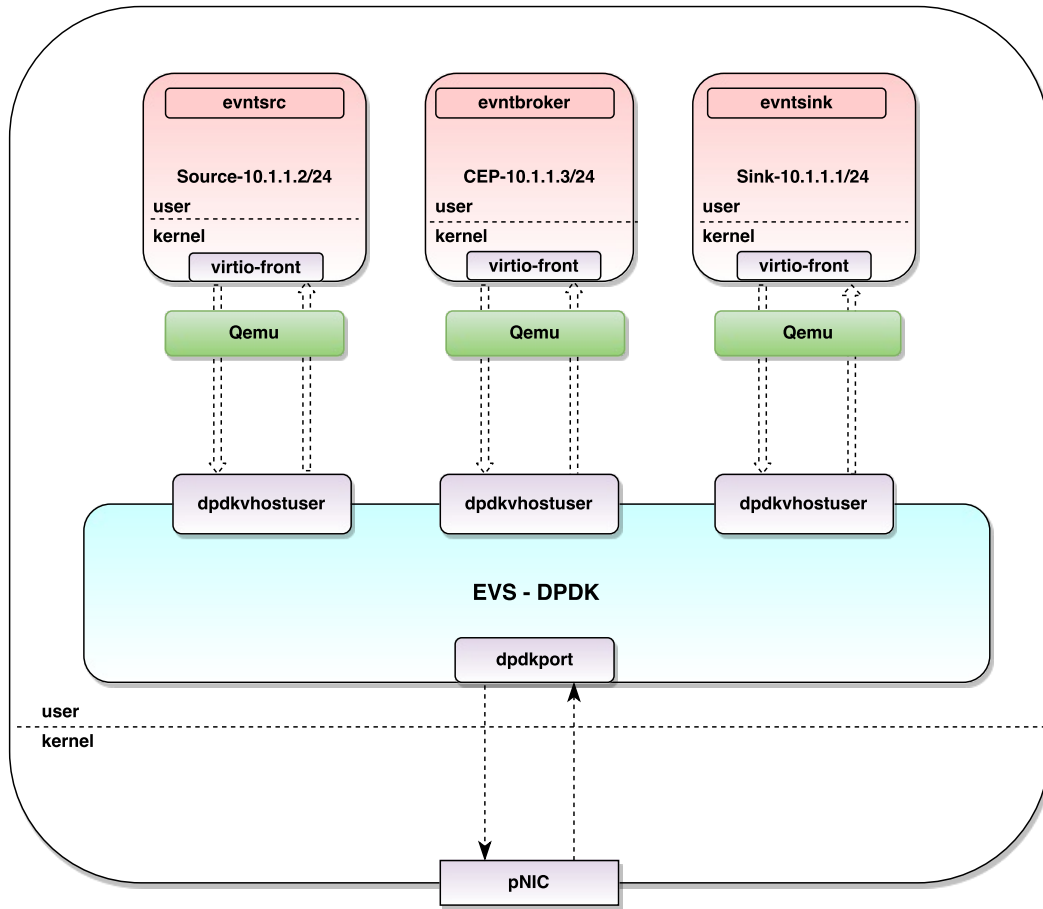 evntsrc
evntbroker
evntsink
Source-10.1.1.2/24
CEP-10.1.1.3/24
Sink-10.1.1.1/24
user
user
user
kernel
kernel
kernel
virtio-front
virtio-front
virtio-front
Qemu
Qemu
Qemu
dpdkvhostuser
dpdkvhostuser
dpdkvhostuser
EVS - DPDK
dpdkport
user
kernel
pNIC